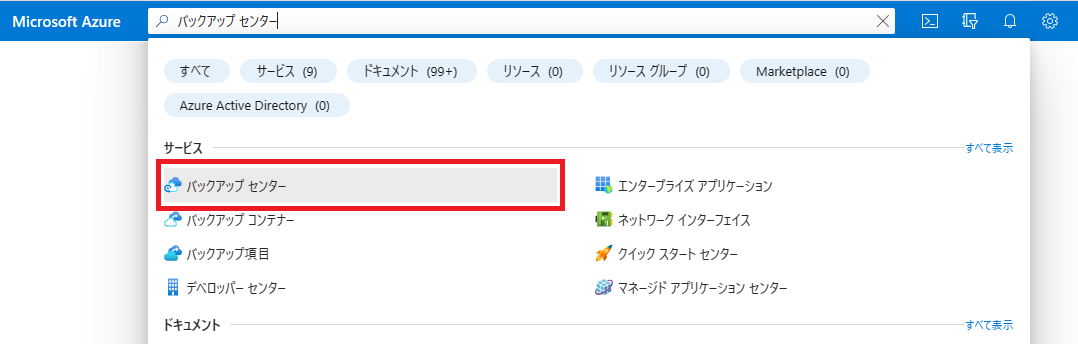 Microsoft Azure
バックアップ センター
すべて
サービス (9)
ドキュメント (99+)
リソース (0)
リソース グループ (0)
Marketplace (0)
Azure Active Directory (0)
サービス
すべて表示
バックアップ センター
エンタープライズ アプリケーション
バックアップ コンテナー
ネットワーク インターフェイス
バックアップ項目
クイック スタート センター
デベロッパー センター
マネージド アプリケーション センター
ドキュメント
すべて表示